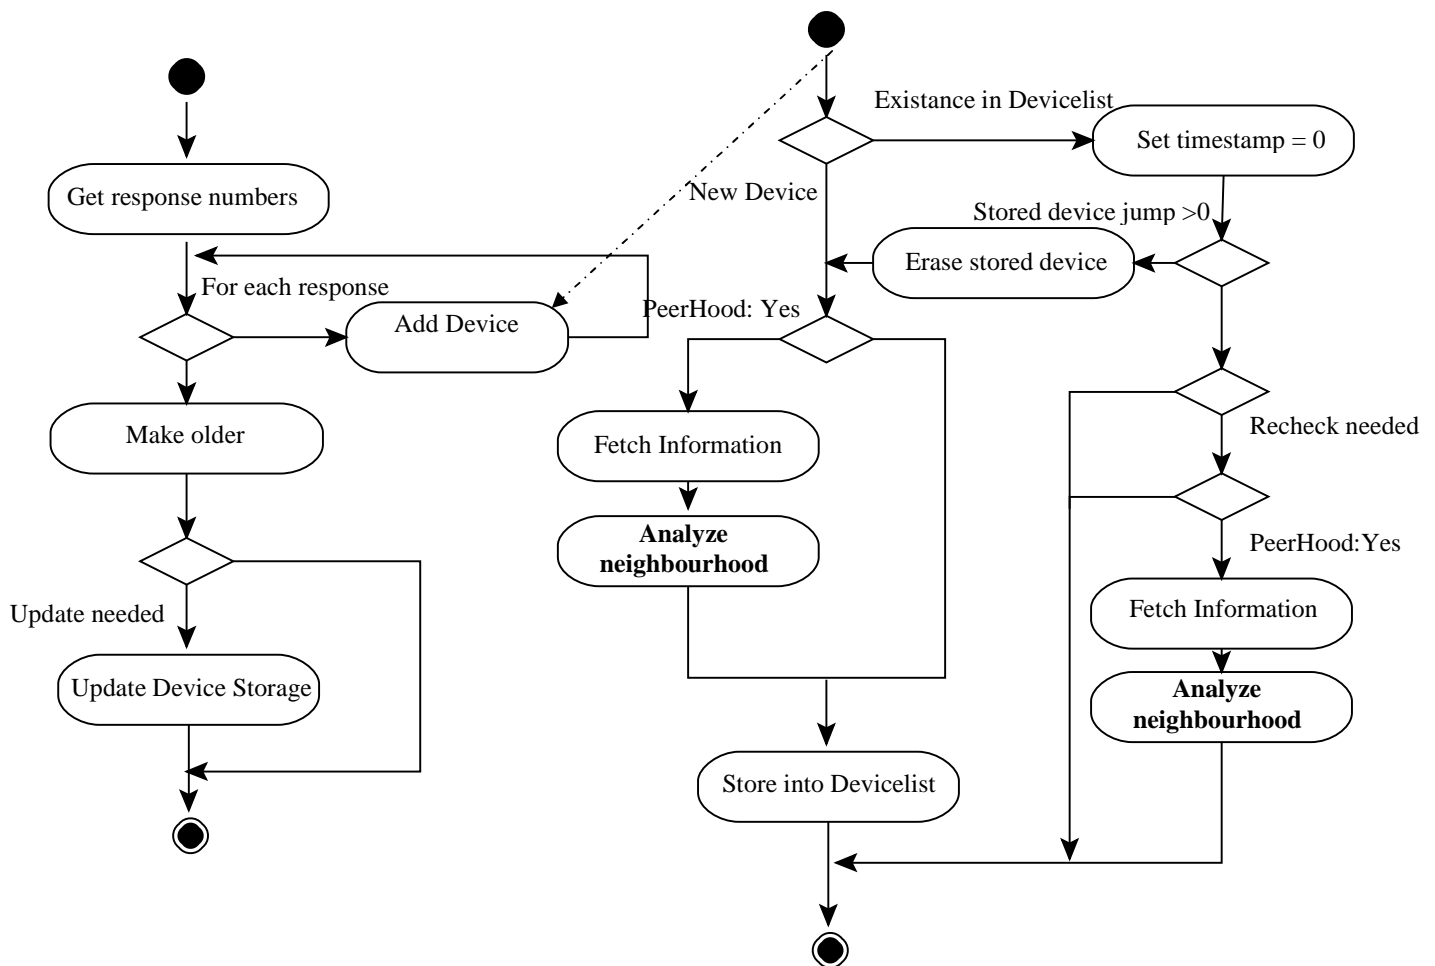 Get response numbers
For each response
Add Device
Make older
Update needed
Update Device Storage
Existance in Devicelist
Set timestamp = 0
New Device
Stored device jump >0
Erase stored device
PeerHood: Yes
Fetch Information
Analyze
neighbourhood
Recheck needed
PeerHood:Yes
Fetch Information
Analyze
neighbourhood
Store into Devicelist